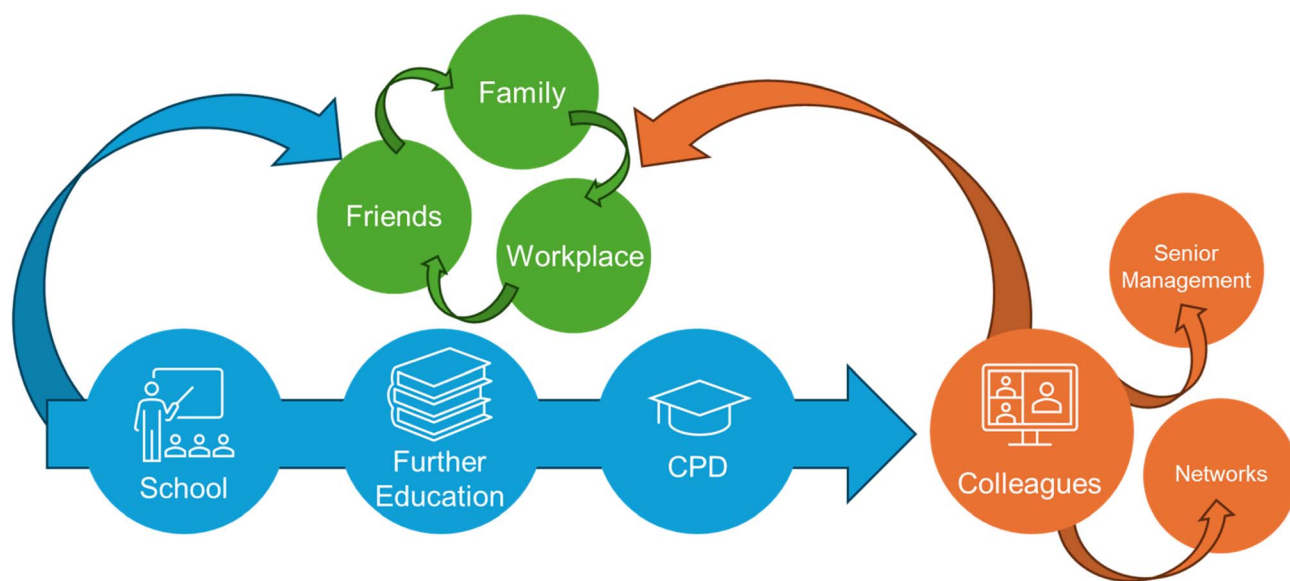 Family
Friends
Workplace
School
Further
Education
CPD
Colleagues
Senior
Management
Networks